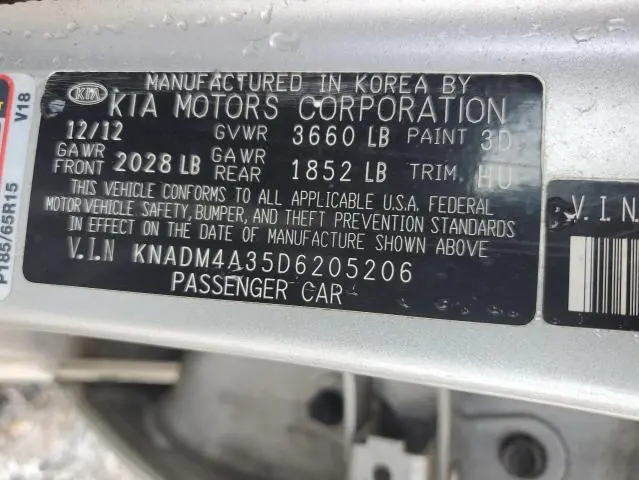 MANUFACTURED IN KOREA BY
KIA KIA MOTORS CORPORATION
12/12 GVWR 3660 LB PAINT 3D
GAWR FRONT 2028 LB GAWR REAR 1852 LB TRIM. HU
THIS VEHICLE CONFORMS TO ALL APPLICABLE U.S.A. FEDERAL
MOTOR VEHICLE SAFETY, BUMPER, AND THEFT PREVENTION STANDARDS
IN EFFECT ON THE DATE OF MANUFACTURE SHOWN ABOVE
V.I.N KNADM4A35D6205206
PASSENGER CAR
P185/65R15
V18
V.I.N